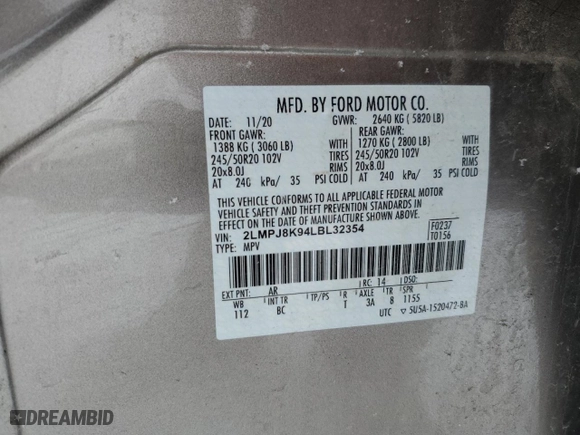 MFD. BY FORD MOTOR CO.
DATE: 11/20 GVWR: 2640 KG ( 5820 LB)
FRONT GAWR: REAR GAWR:
1388 KG ( 3060 LB) WITH 1270 KG ( 2800 LB) WITH
245/50R20 102V TIRES 245/50R20 102V TIRES
20x8.0J RIMS 20x8.0J RIMS
AT 240 kPa/ 35 PSI COLD AT 240 kPa/ 35 PSI COLD
THIS VEHICLE CONFORMS TO ALL APPLICABLE FEDERAL MOTOR
VEHICLE SAFETY AND BUMPER AND THEFT PREVENTION STANDARDS IN
EFFECT ON THE DATE OF MANUFACTURE SHOWN ABOVE.
VIN: 2LMPJ8K94LBL32354 F0237
TYPE: MPV T0156
EXT PNT: AR RC: 14 DSO:
WB INT TR TP/PS R AXLE TR SPR
112 BC T 3A 8 1155
UTC ▽ 5U5A-1520472-BA
DREAMBID